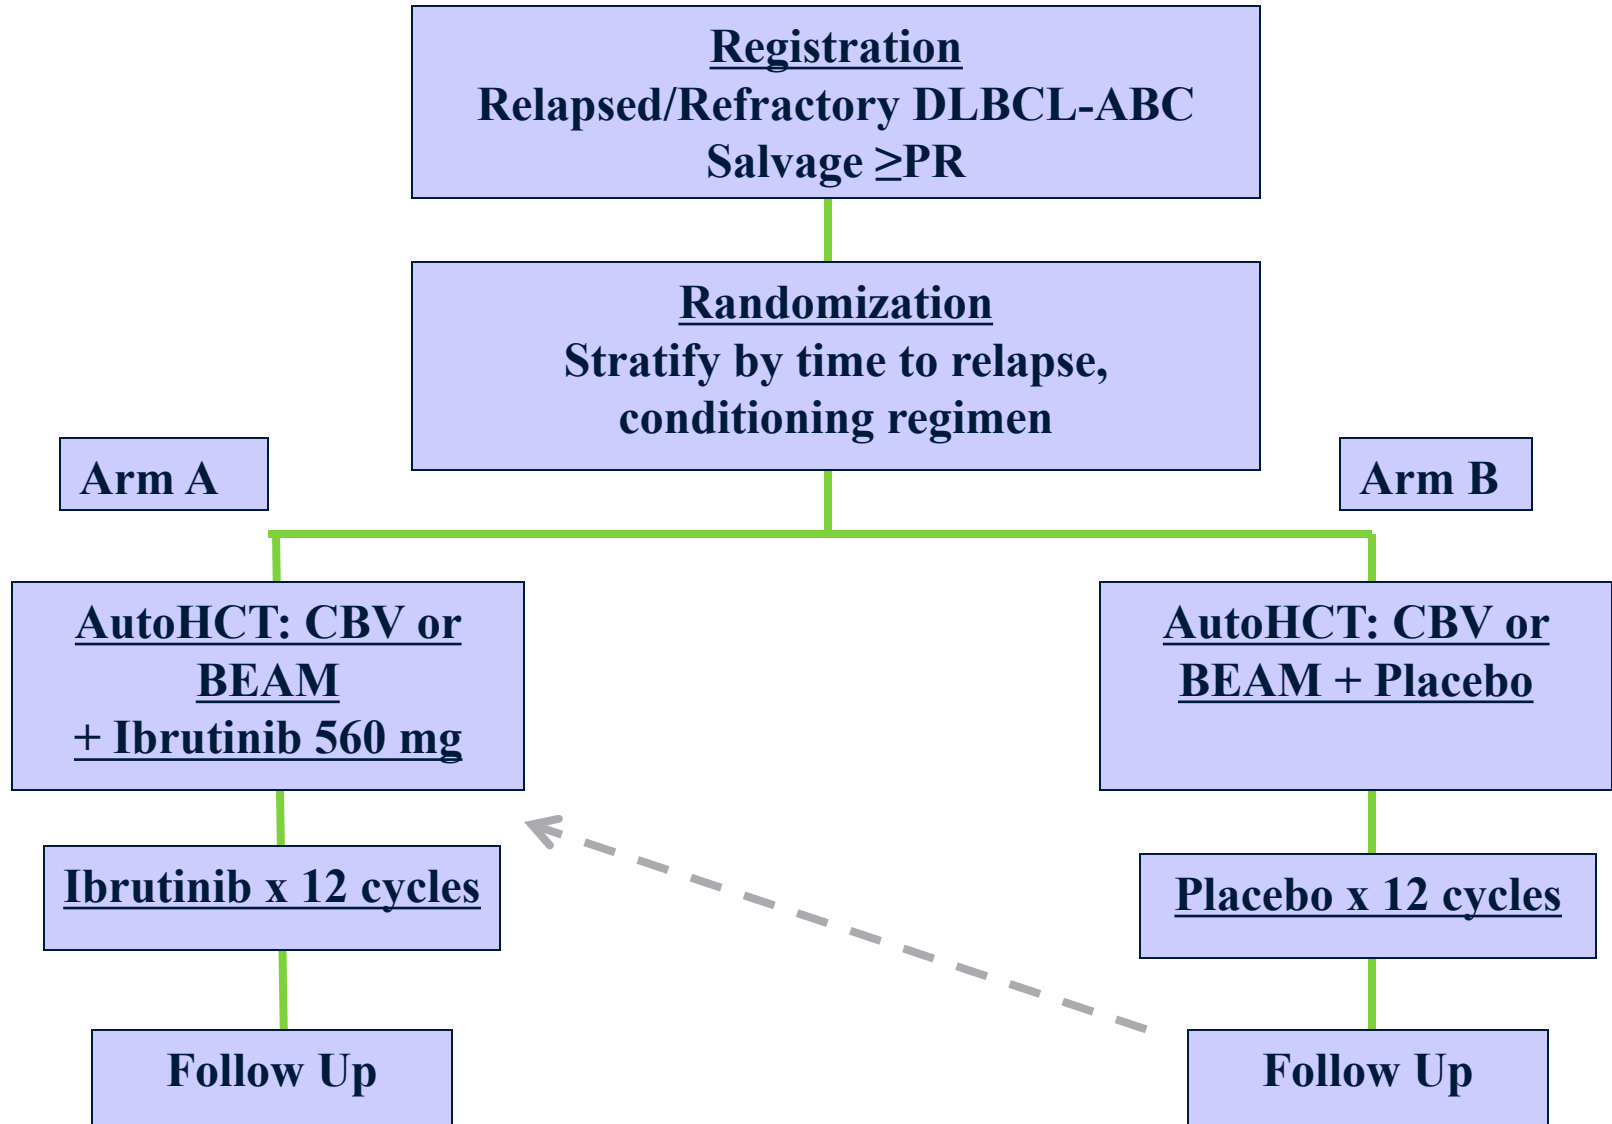 Registration
Relapsed/Refractory DLBCL-ABC
Salvage ≥PR
Randomization
Stratify by time to relapse,
conditioning regimen
Arm A
Arm B
AutoHCT: CBV or
BEAM
+ Ibrutinib 560 mg
AutoHCT: CBV or
BEAM + Placebo
Ibrutinib x 12 cycles
Placebo x 12 cycles
Follow Up
Follow Up